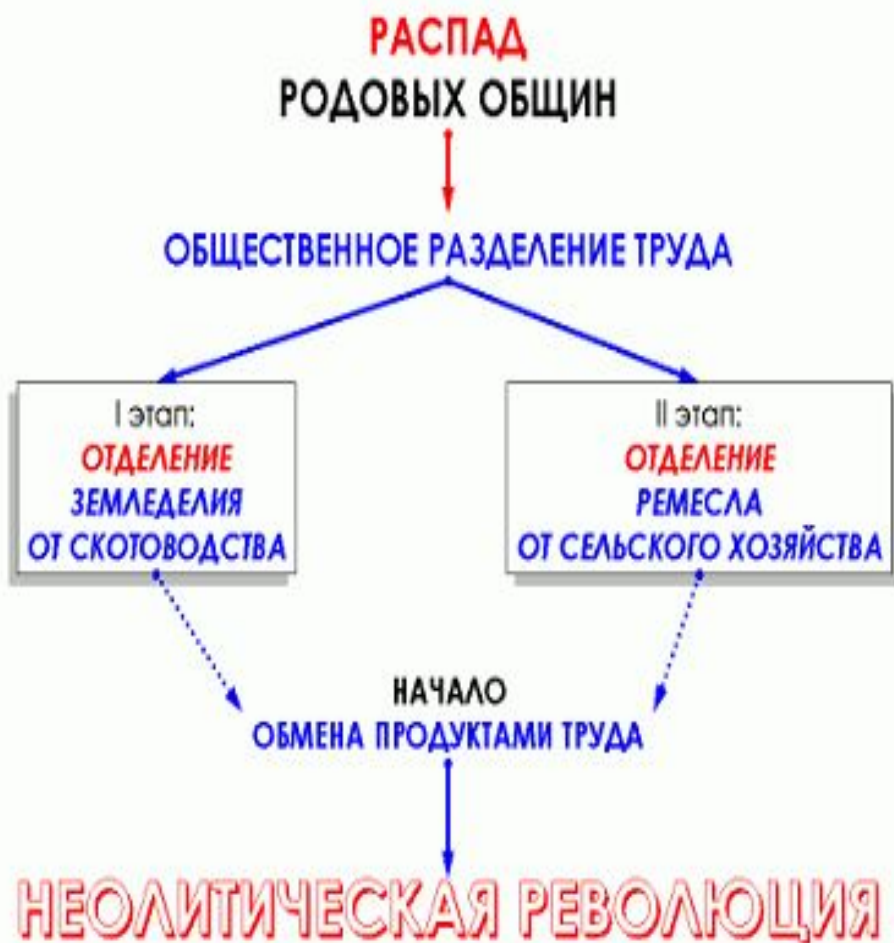 РАСПАД
РОДОВЫХ ОБЩИН
ОБЩЕСТВЕННОЕ РАЗДЕЛЕНИЕ ТРУДА
I этап:
ОТДЕЛЕНИЕ
ЗЕМЛЕДЕЛИЯ
ОТ СКОТОВОДСТВА
II этап:
ОТДЕЛЕНИЕ
РЕМЕСЛА
ОТ СЕЛЬСКОГО ХОЗЯЙСТВА
НАЧАЛО
ОБМЕНА ПРОДУКТАМИ ТРУДА
НЕОЛИТИЧЕСКАЯ РЕВОЛЮЦИЯ